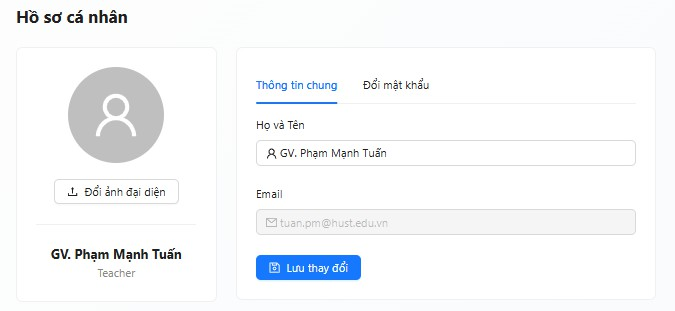 Hồ sơ cá nhân
Đổi ảnh đại diện
GV. Phạm Mạnh Tuấn
Teacher
Thông tin chung
Đổi mật khẩu
Họ và Tên
GV. Phạm Mạnh Tuấn
Email
tuan.pm@hust.edu.vn
Lưu thay đổi